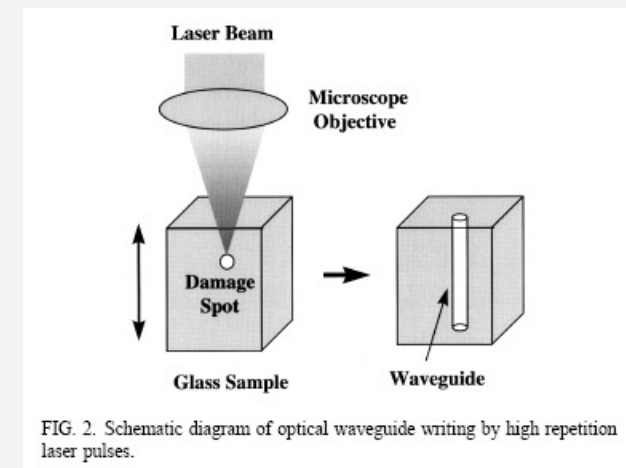 Laser Beam
Microscope
Objective
Damage
Spot
Glass Sample
Waveguide
FIG. 2. Schematic diagram of optical waveguide writing by high repetition
laser pulses.